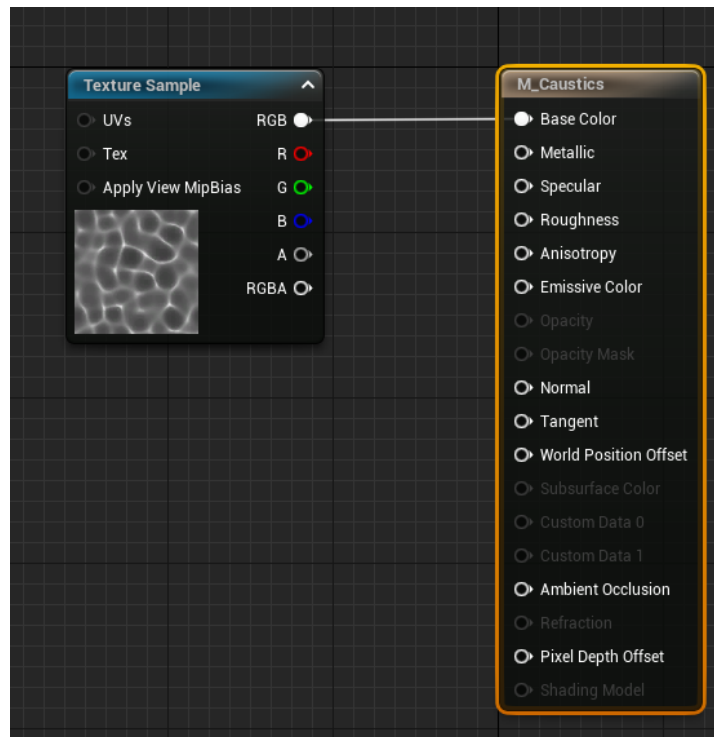 Texture Sample
UVs
RGB
Tex
R
Apply View MipBias
G
B
A
RGBA
M_Caustics
Base Color
Metallic
Specular
Roughness
Anisotropy
Emissive Color
Opacity
Opacity Mask
Normal
Tangent
World Position Offset
Subsurface Color
Custom Data 0
Custom Data 1
Ambient Occlusion
Refraction
Pixel Depth Offset
Shading Model